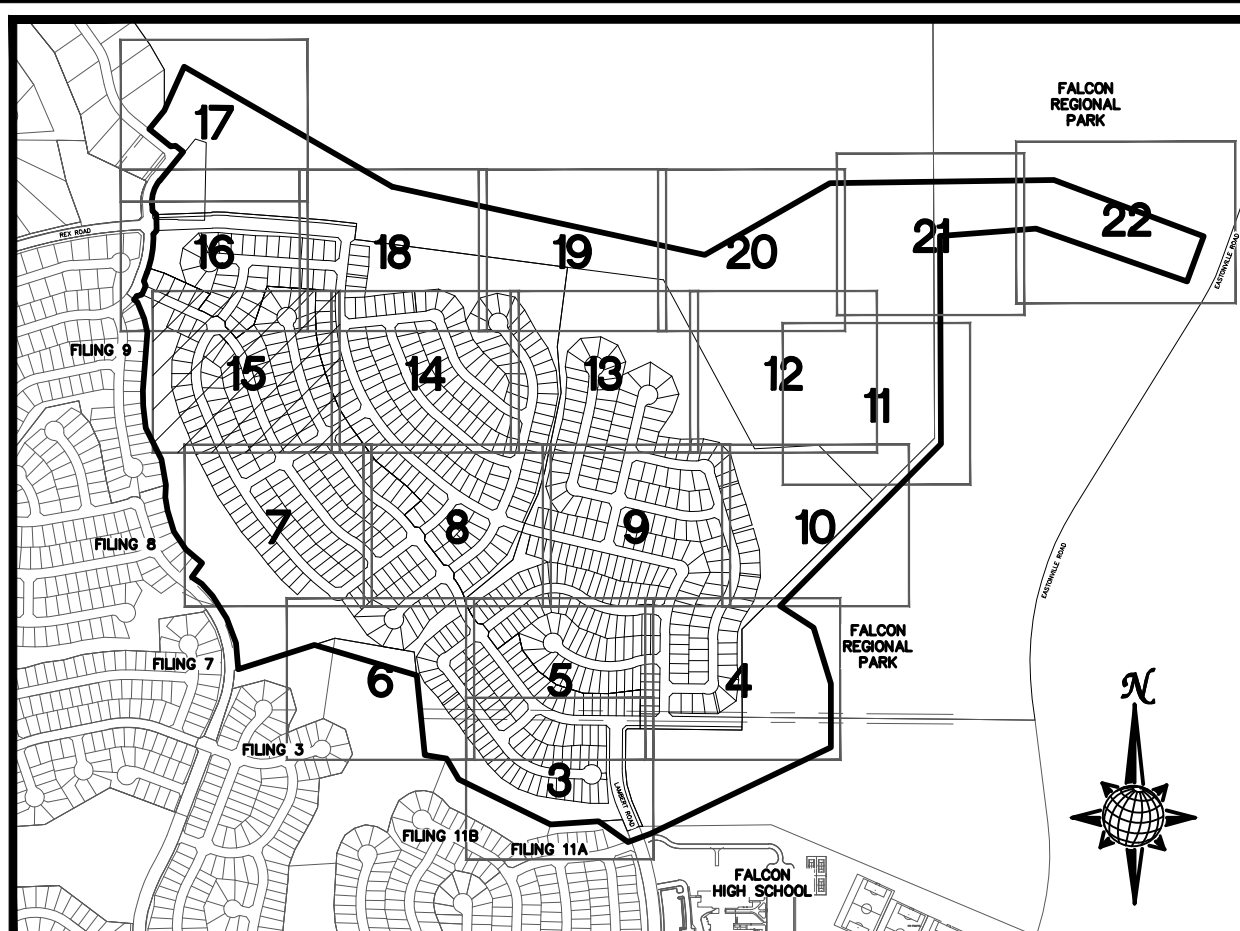 FALCON
REGIONAL
PARK
17
22
21
REX ROAD
16
18
19
20
EASTONVILLE ROAD
FILING 9
15
14
13
12
11
FILING 8
7
8
9
10
EASTONVILLE ROAD
FALCON
REGIONAL
PARK
FILING 7
6
5
4
N
FILING 3
3
LAMBERT ROAD
FILING 11B
FILING 11A
FALCON
HIGH SCHOOL